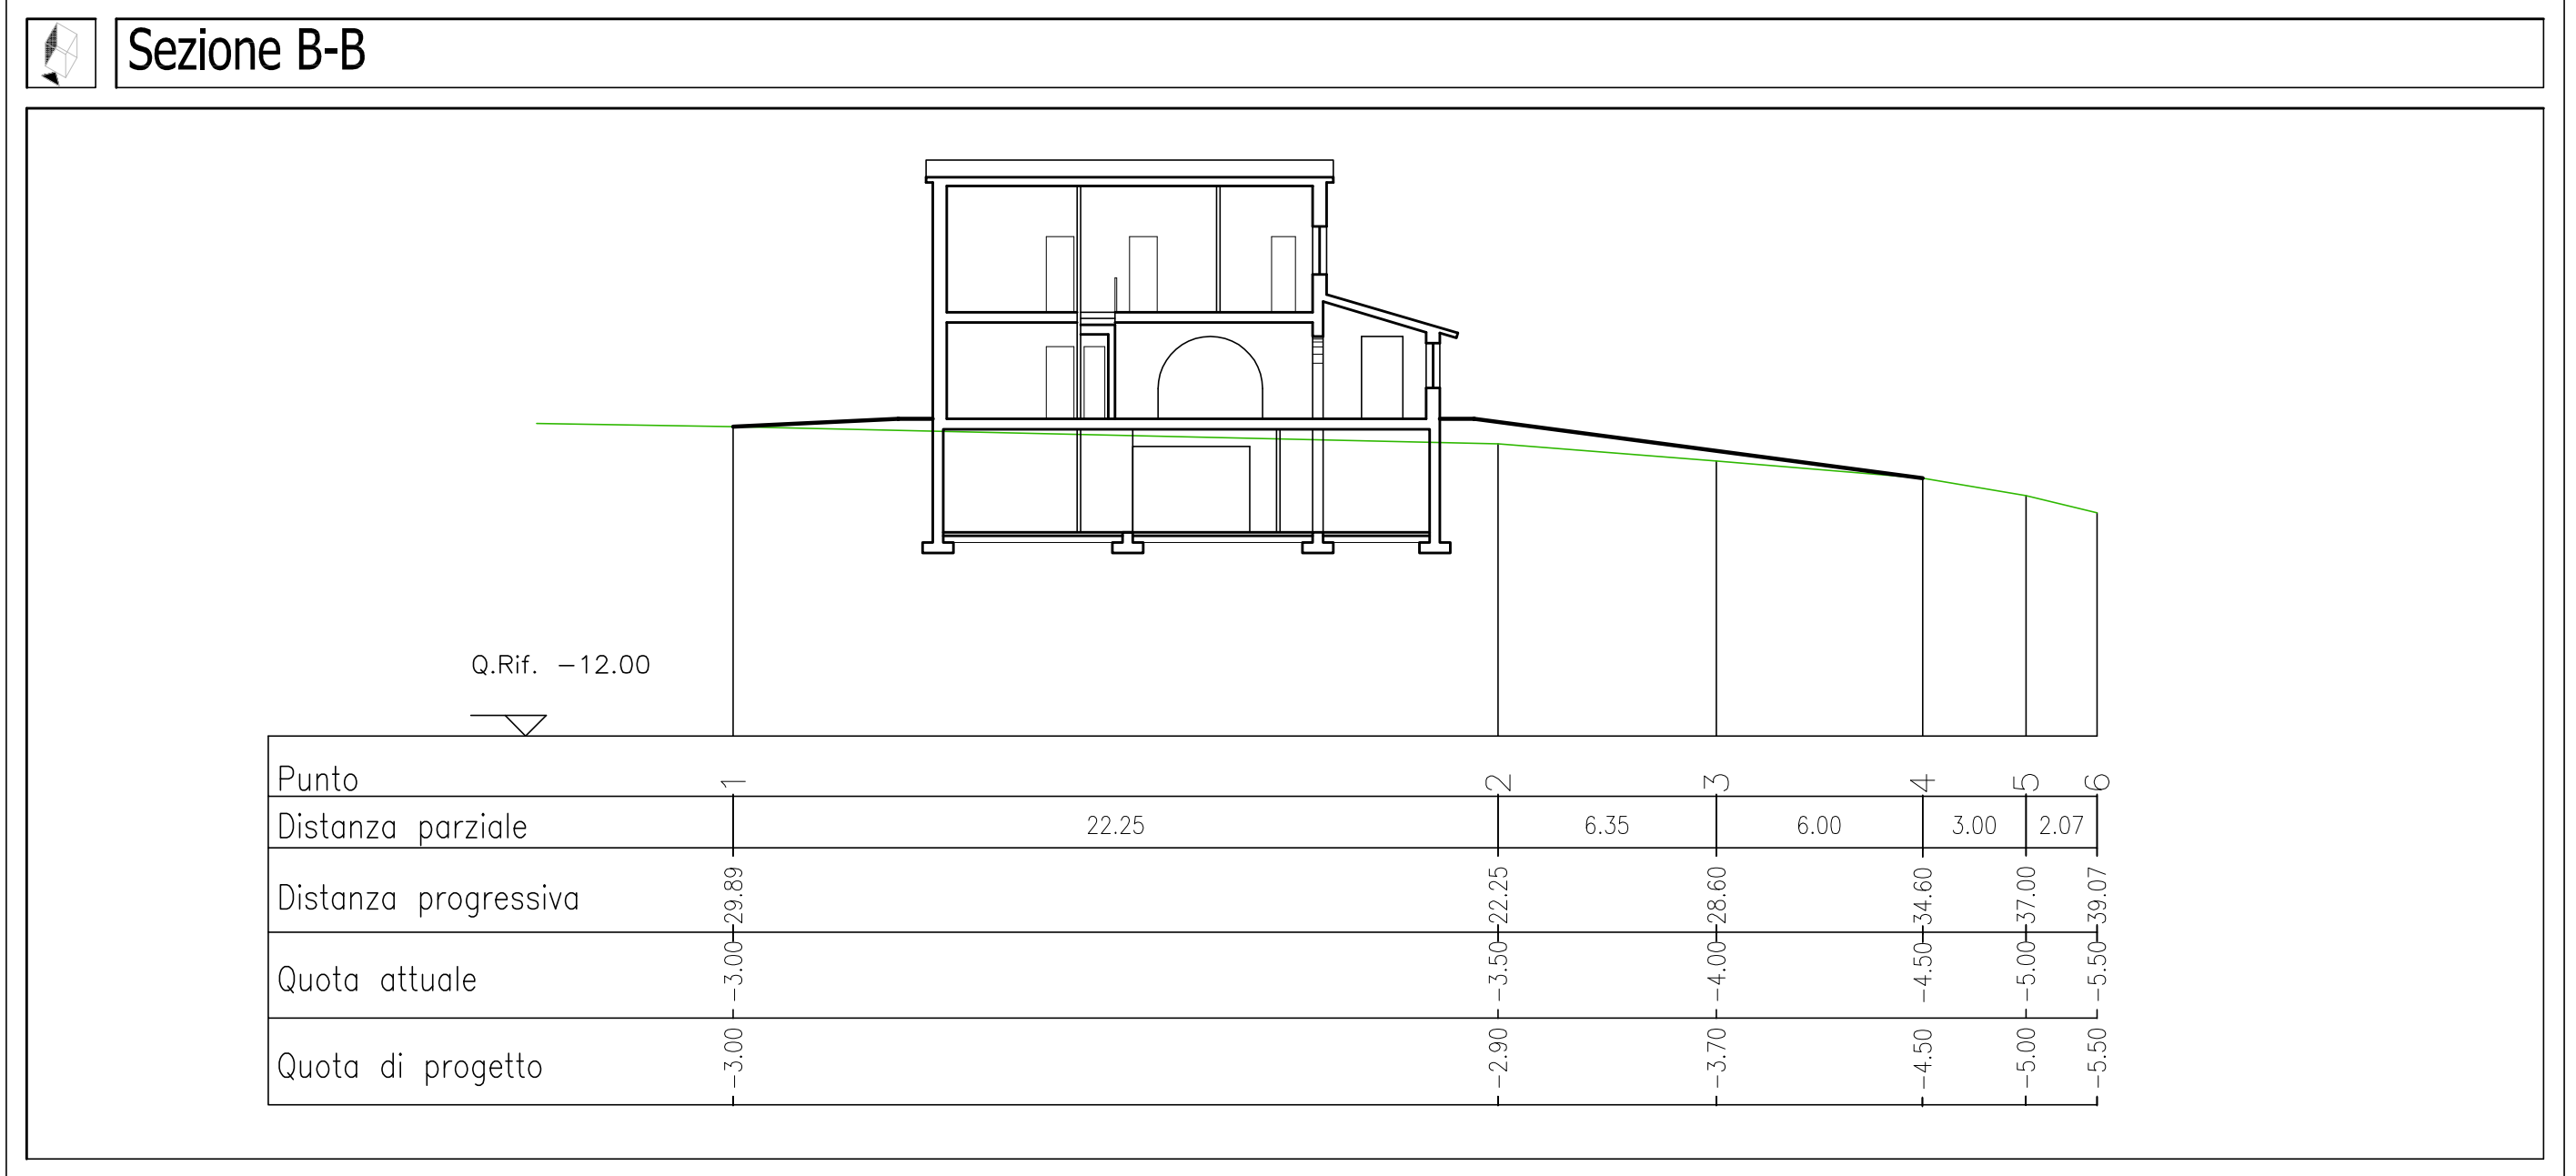 Sezione B-B
Q.Rif. -12.00
Punto 1 2 3 4 5 6
Distanza parziale 22.25 6.35 6.00 3.00 2.07
Distanza progressiva 29.89 22.25 28.60 34.60 37.00 39.07
Quota attuale -3.00 -3.50 -4.00 -4.50 -5.00 -5.50
Quota di progetto -3.00 -2.90 -3.70 -4.50 -5.00 -5.50